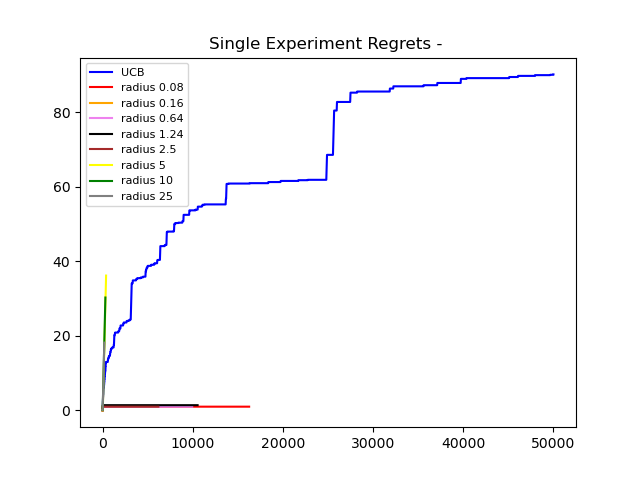 Single Experiment Regrets -
UCB
radius 0.08
radius 0.16
radius 0.64
radius 1.24
radius 2.5
radius 5
radius 10
radius 25
80
60
40
20
0
0 10000 20000 30000 40000 50000